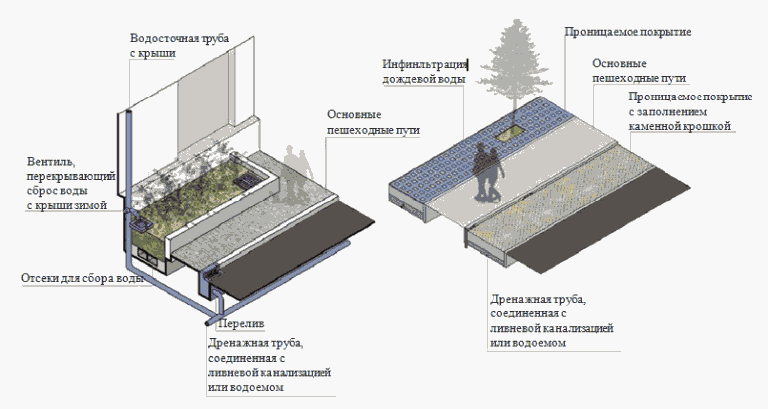 Водосточная труба
с крыши
Основные
пешеходные пути
Вентиль,
перекрывающий
сброс воды
с крыши зимой
Отсеки для сбора воды
Перелив
Дренажная труба,
соединенная с
ливневой канализацией
или водоемом
Проницаемое покрытие
Инфинльтрация
дождевой воды
Основные
пешеходные пути
Проницаемое покрытие
с заполнением
каменной крошкой
Дренажная труба,
соединенная с
ливневой канализацией
или водоемом